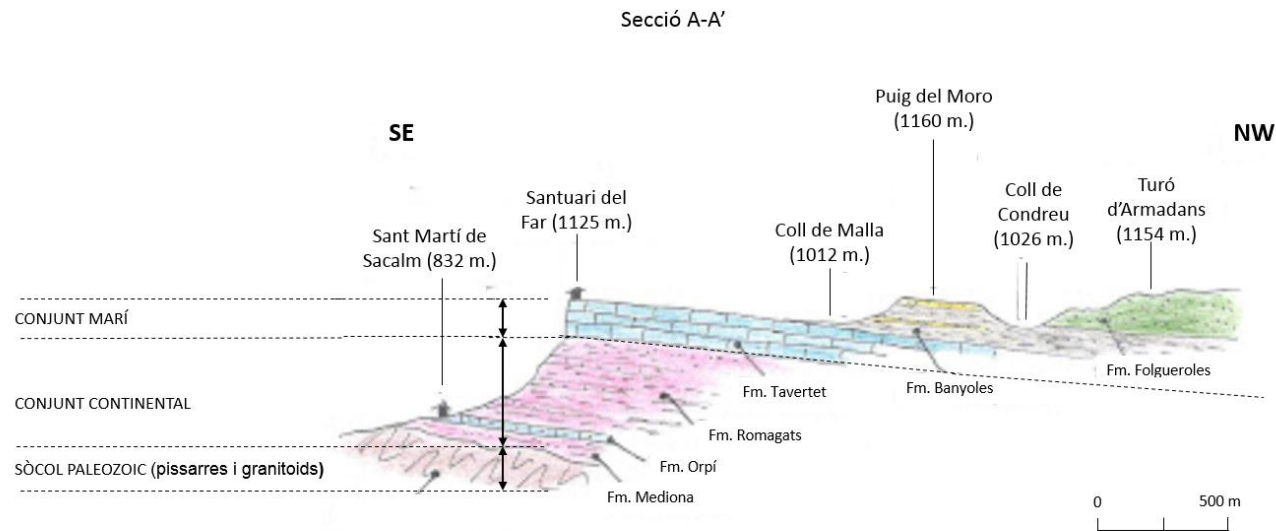 Secció A-A'
SE
NW
Sant Martí de
Sacalm (832 m.)
Santuari del
Far (1125 m.)
Coll de Malla
(1012 m.)
Puig del Moro
(1160 m.)
Coll de
Condreu
(1026 m.)
Turó
d'Armadans
(1154 m.)
CONJUNT MARÍ
CONJUNT CONTINENTAL
SÒCOL PALEOZOIC (pissarres i granitoids)
Fm. Tavertet
Fm. Banyoles
Fm. Folgueroles
Fm. Romagats
Fm. Orpí
Fm. Mediona
0
500 m